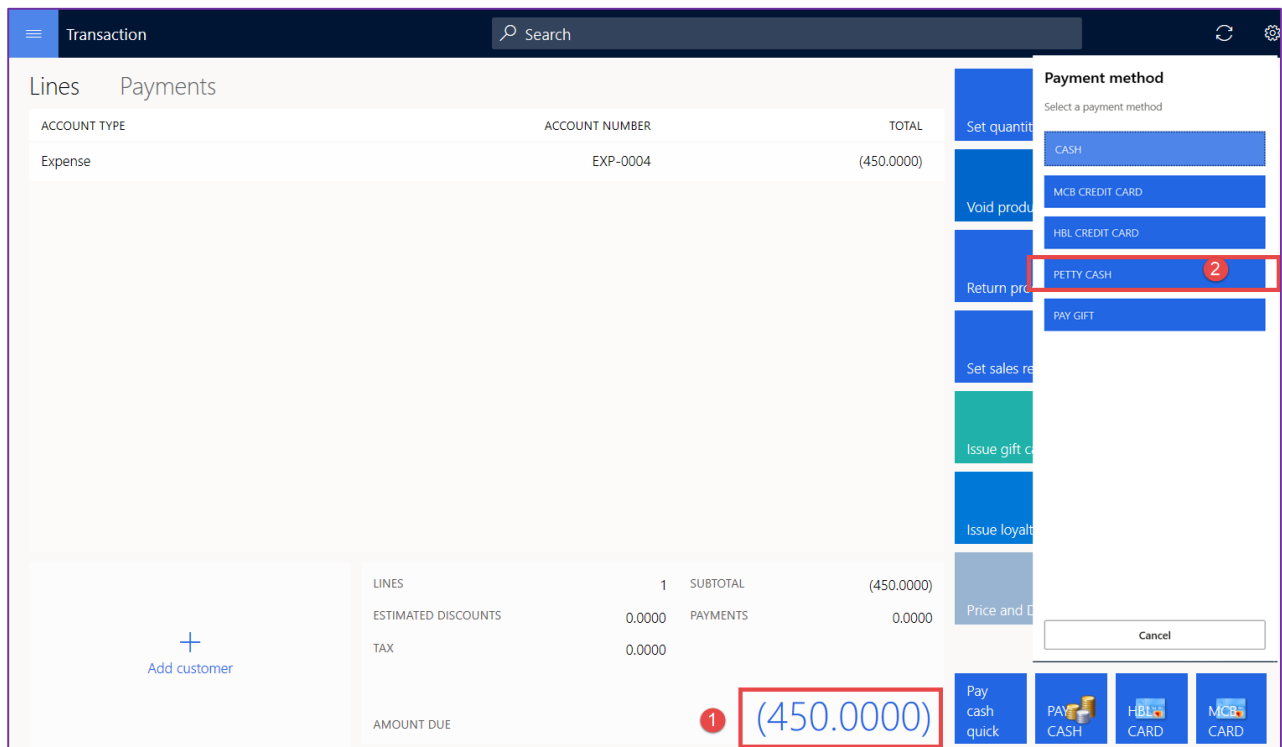 Transaction
Search
Lines Payments
ACCOUNT TYPE ACCOUNT NUMBER TOTAL
Expense EXP-0004 (450.0000)
Set quantit
Void produ
Return pro
Set sales re
Issue gift c
Issue loyalt
Price and D
Payment method
Select a payment method
CASH
MCB CREDIT CARD
HBL CREDIT CARD
PETTY CASH 2
PAY GIFT
Cancel
Add customer
LINES 1 SUBTOTAL (450.0000)
ESTIMATED DISCOUNTS 0.0000 PAYMENTS 0.0000
TAX 0.0000
AMOUNT DUE 1 (450.0000)
Pay
cash
quick
PAY
CASH
HBL
CARD
MCB
CARD